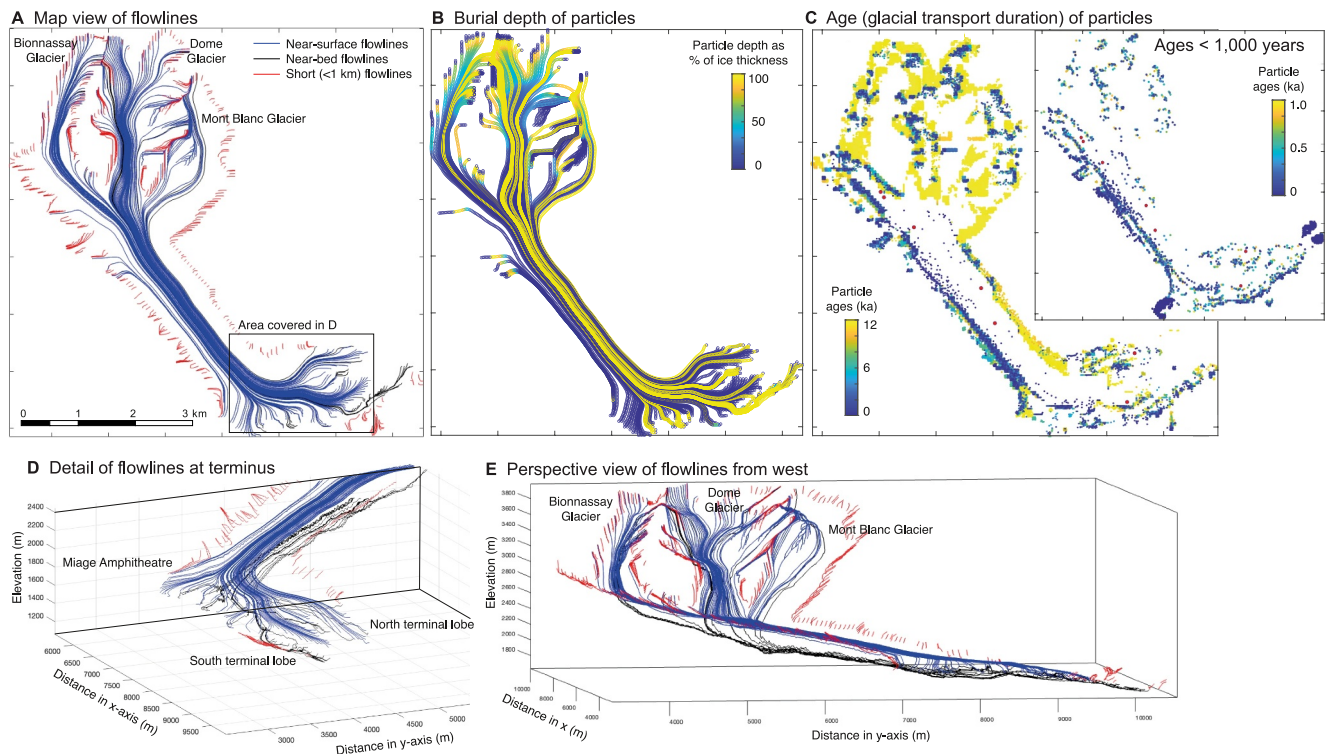 A Map view of flowlines
Bionnassay
Glacier
Dome
Glacier
Near-surface flowlines
Near-bed flowlines
Short (<1 km) flowlines
Mont Blanc Glacier
Area covered in D
0 1 2 3 km
B Burial depth of particles
Particle depth as
% of ice thickness
100
50
0
C Age (glacial transport duration) of particles
Ages < 1,000 years
Particle
ages (ka)
1.0
0.5
0
Particle
ages (ka)
12
6
0
D Detail of flowlines at terminus
Elevation (m)
2400
2200
2000
1800
1600
1400
1200
Miage Amphitheatre
North terminal lobe
South terminal lobe
6000
6500
7000
7500
8000
8500
9000
9500
Distance in x-axis (m)
3000
3500
4000
4500
5000
Distance in y-axis (m)
E Perspective view of flowlines from west
Bionnassay
Glacier
Dome
Glacier
Mont Blanc Glacier
Elevation (m)
3800
3600
3400
3200
2800
2600
2400
2200
2000
1800
10000
8000
6000
4000
Distance in x (m)
4000
5000
6000
7000
8000
9000
10000
Distance in y-axis (m)